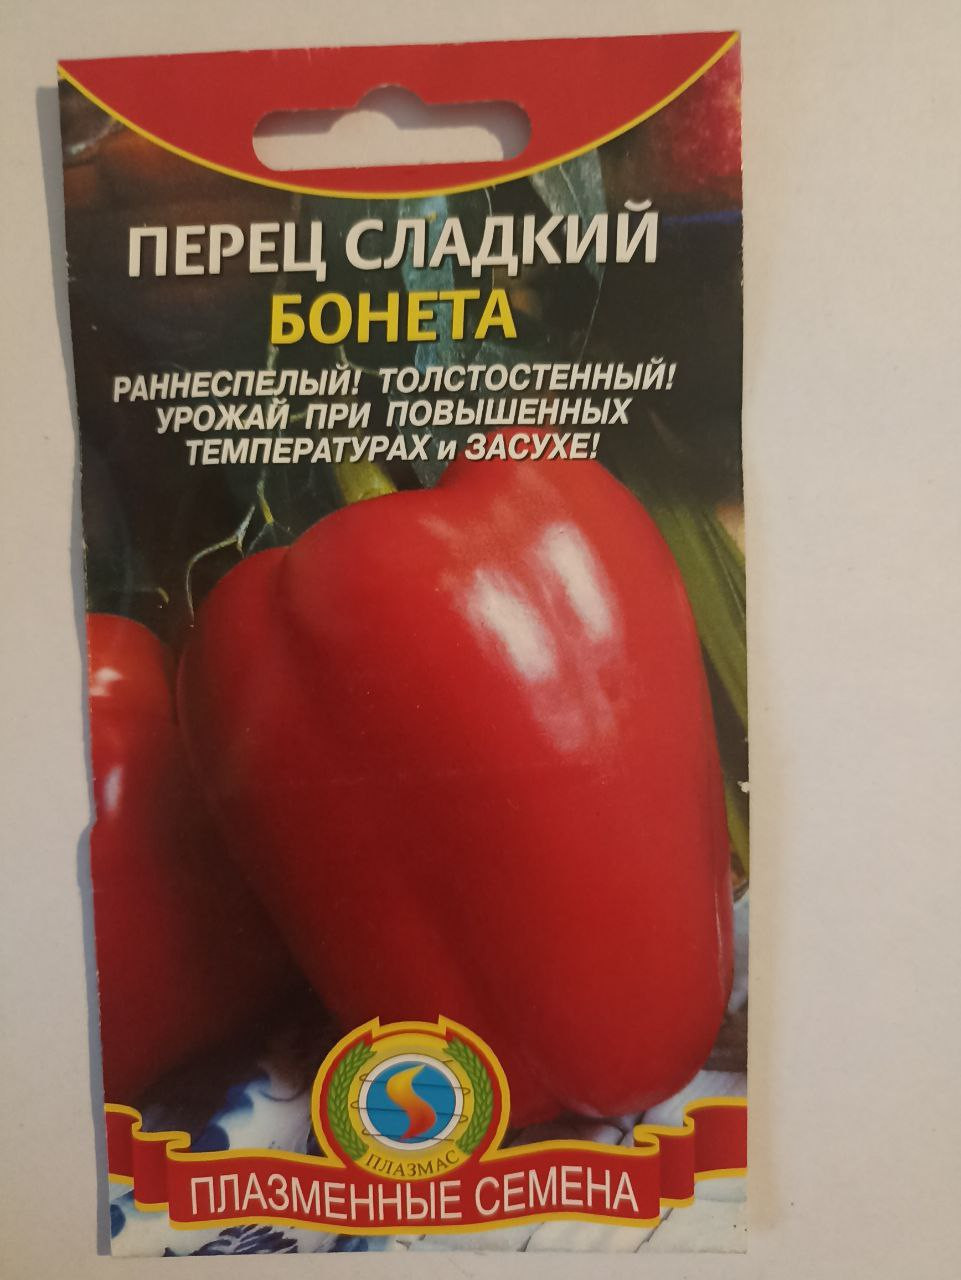 ПЕРЕЦ СЛАДКИЙ
БОНЕТА
РАННЕСПЕЛЫЙ! ТОЛСТОСТЕННЫЙ!
УРОЖАЙ ПРИ ПОВЫШЕННЫХ
ТЕМПЕРАТУРАХ и ЗАСУХЕ!
ПЛАЗМАС
ПЛАЗМЕННЫЕ СЕМЕНА